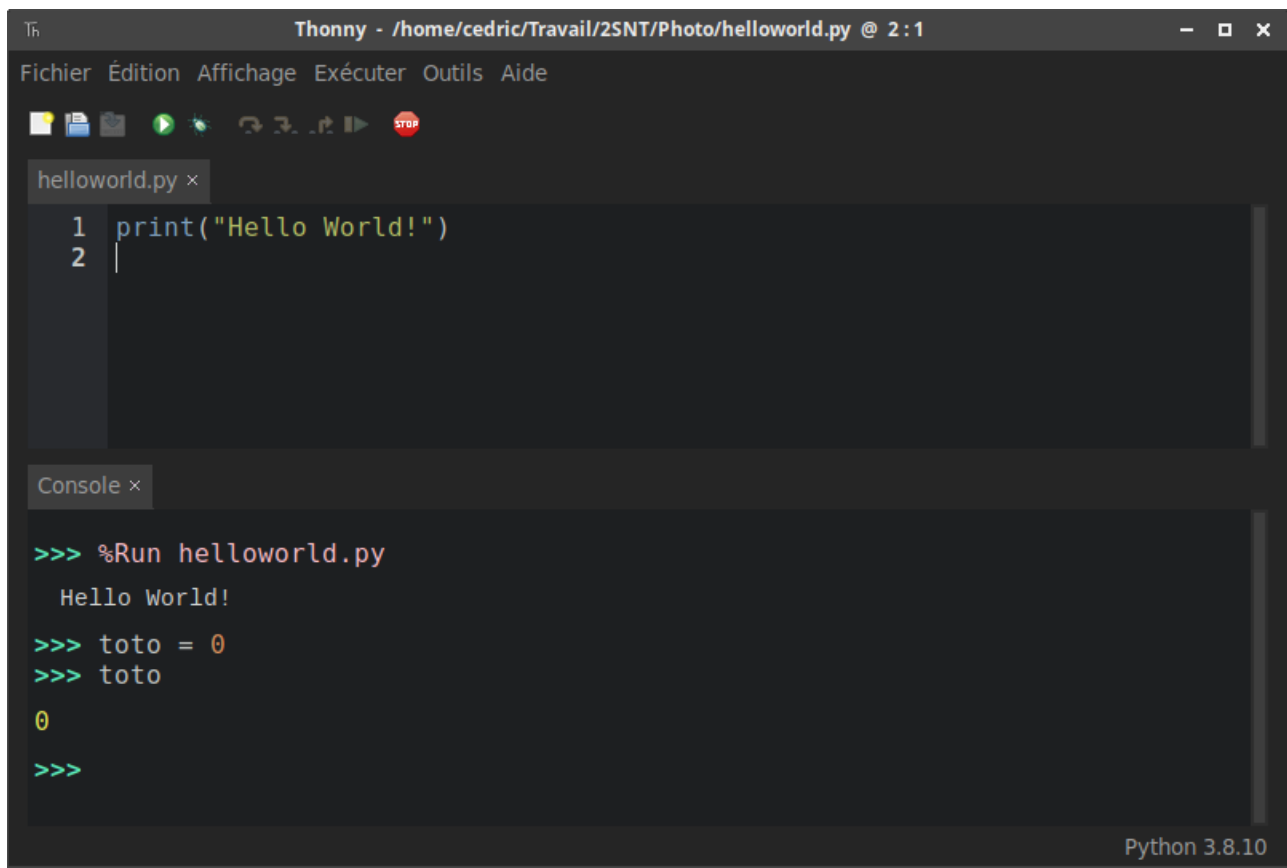 Th Thonny - /home/cedric/Travail/2SNT/Photo/helloworld.py @ 2:1
Fichier Édition Affichage Exécuter Outils Aide
STOP
helloworld.py ×
1 print("Hello World!")
2
Console ×
>>> %Run helloworld.py
Hello World!
>>> toto = 0
>>> toto
0
>>>
Python 3.8.10